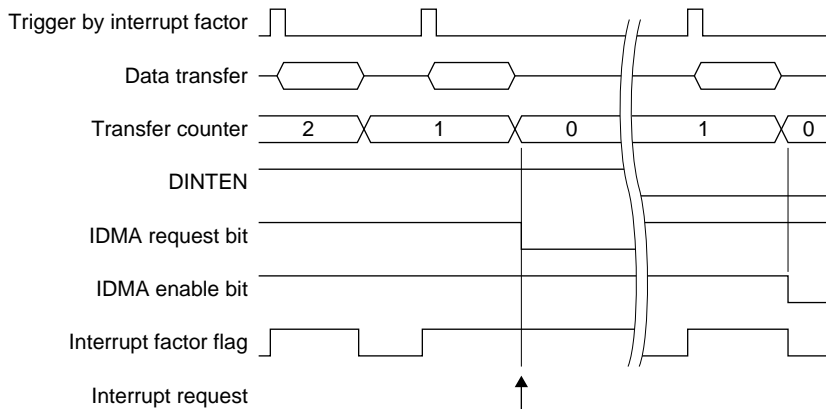 Trigger by interrupt factor
Data transfer
Transfer counter 2 1 0 1 0
DINTEN
IDMA request bit
IDMA enable bit
Interrupt factor flag
Interrupt request